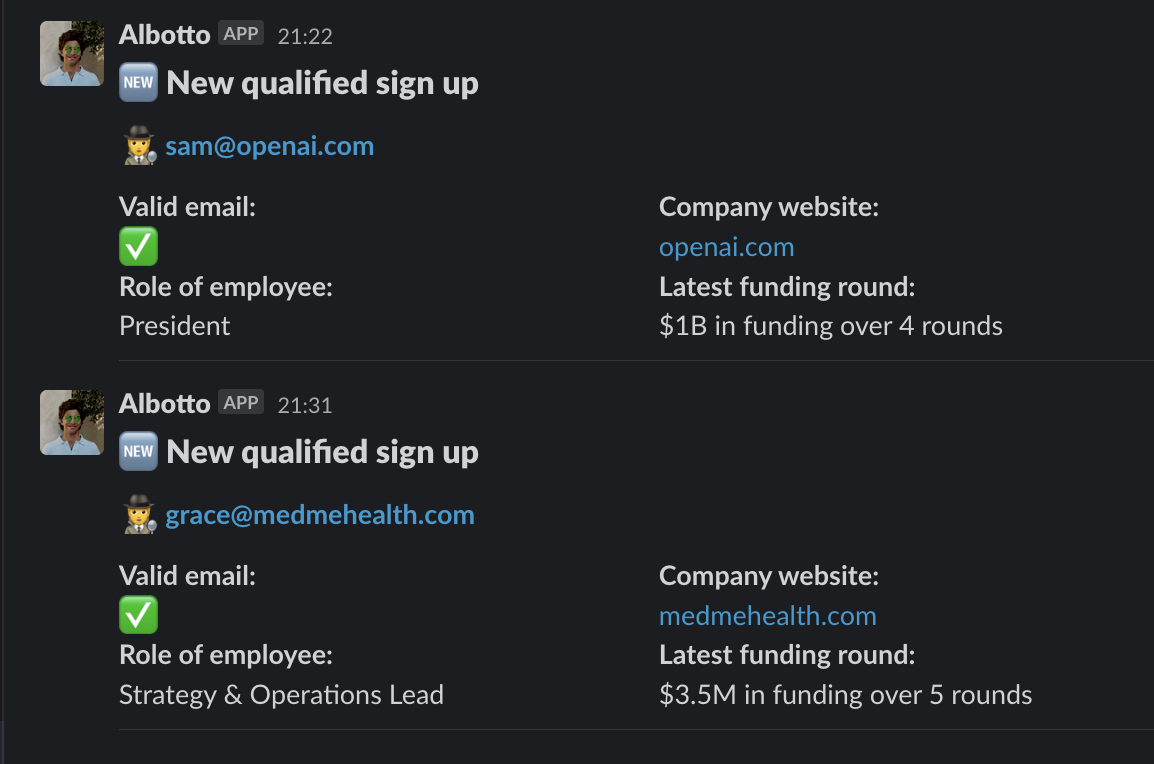 Albotto APP 21:22
NEW New qualified sign up
sam@openai.com
Valid email: Company website:
openai.com
Role of employee: Latest funding round:
President $1B in funding over 4 rounds
Albotto APP 21:31
NEW New qualified sign up
grace@medmehealth.com
Valid email: Company website:
medmehealth.com
Role of employee: Latest funding round:
Strategy & Operations Lead $3.5M in funding over 5 rounds